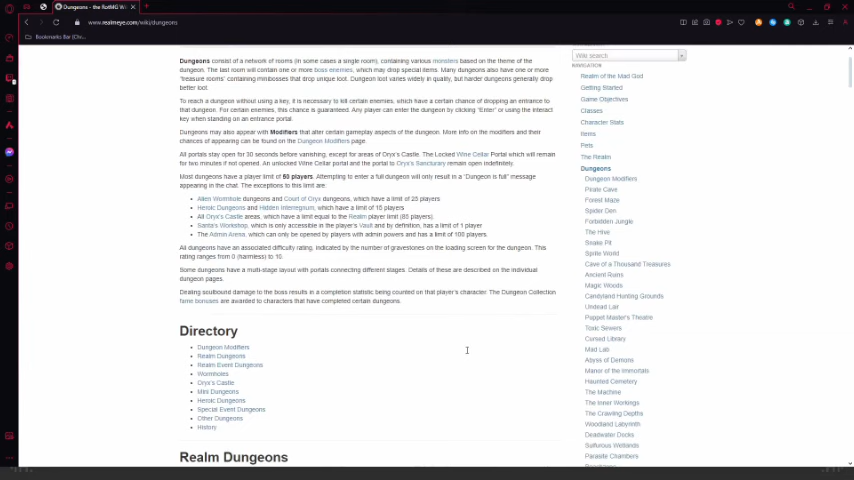 Dungeons - the RotMG Wi
www.realmeye.com/wiki/dungeons
Bookmarks Bar [Chr...
Dungeons consist of a network of rooms (in some cases a single room), containing various monsters based on the theme of the
dungeon. The last room will contain one or more boss enemies, which may drop special items. Many dungeons also have one or more
"treasure rooms" containing minibosses that drop unique loot. Dungeon loot varies widely in quality, but harder dungeons generally drop
better loot.
To reach a dungeon without using a key, it is necessary to kill certain enemies, which have a certain chance of dropping an entrance to
that dungeon. For certain enemies, this chance is guaranteed. Any player can enter the dungeon by clicking "Enter" or using the interact
key when standing on an entrance portal.
Dungeons may also appear with Modifiers that alter certain gameplay aspects of the dungeon. More info on the modifiers and their
chances of appearing can be found on the Dungeon Modifiers page.
All portals stay open for 30 seconds before vanishing, except for areas of Oryx's Castle. The Locked Wine Cellar Portal which will remain
for two minutes if not opened. An unlocked Wine Cellar portal and the portal to Oryx's Sanctuary remain open indefinitely.
Most dungeons have a player limit of 50 players. Attempting to enter a full dungeon will only result in a "Dungeon is full" message
appearing in the chat. The exceptions to this limit are:
• Alien Wormhole dungeons and Court of Oryx dungeons, which have a limit of 25 players
• Heroic Dungeons and Hidden Interregnum, which have a limit of 15 players
• All Oryx's Castle areas, which have limit equal to the Realm player limit (85 players).
• Santa's Workshop, which is only accessible in the player's Vault and by definition, has a limit of 1 player
• The Admin Arena, which can only be opened by players with admin powers and has a limit of 100 players.
All dungeons have an associated difficulty rating, indicated by the number of gravestones on the loading screen for the dungeon. This
rating ranges from 0 (harmless) to 10.
Some dungeons have a multi-stage layout with portals connecting different stages. Details of these are described on the individual
dungeon pages.
Dealing soulbound damage to the boss results in a completion statistic being counted on that player's character. The Dungeon Collection
fame bonuses are awarded to characters that have completed certain dungeons.
Directory
• Dungeon Modifiers
• Realm Dungeons
• Realm Event Dungeons
• Wormholes
• Oryx's Castle
• Mini Dungeons
• Heroic Dungeons
• Special Event Dungeons
• Other Dungeons
• History
Realm Dungeons
Wiki search
NAVIGATION
Realm of the Mad God
Getting Started
Game Objectives
Classes
Character Stats
Items
Pets
The Realm
Dungeons
Dungeon Modifiers
Pirate Cave
Forest Maze
Spider Den
Forbidden Jungle
The Hive
Snake Pit
Sprite World
Cave of a Thousand Treasures
Ancient Ruins
Magic Woods
Candyland Hunting Grounds
Undead Lair
Puppet Master's Theatre
Toxic Sewers
Cursed Library
Mad Lab
Abyss of Demons
Manor of the Immortals
Haunted Cemetery
The Machine
The Inner Workings
The Crawling Depths
Woodland Labyrinth
Deadwater Docks
Sulfurous Wetlands
Parasite Chambers